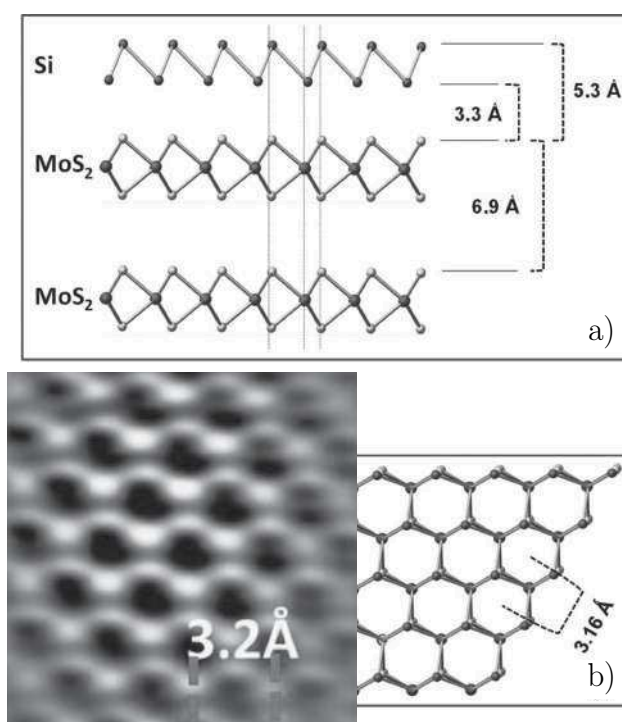 Si
5.3 Å
3.3 Å
MoS₂
6.9 Å
MoS₂
a)
3.2Å
3.16 Å
b)